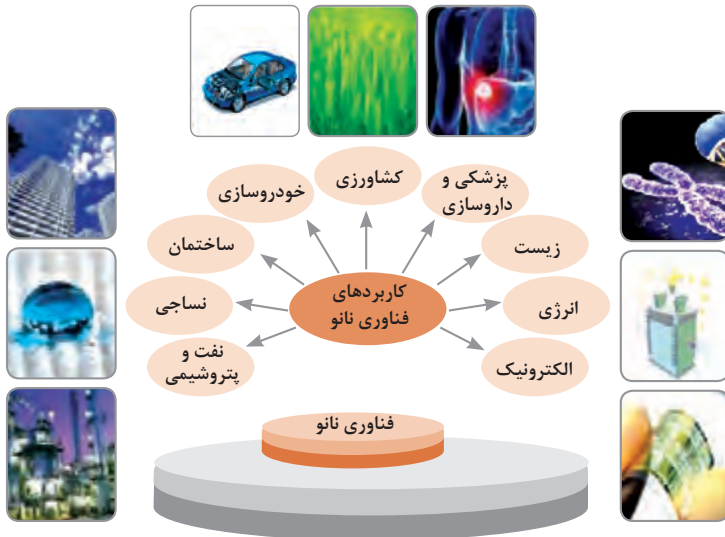 کشاورزی
پزشکی و
داروسازی
خودروسازی
زیست
ساختمان
کاربردهای
فناوری نانو
انرژی
نساجی
الکترونیک
نفت و
پتروشیمی
فناوری نانو